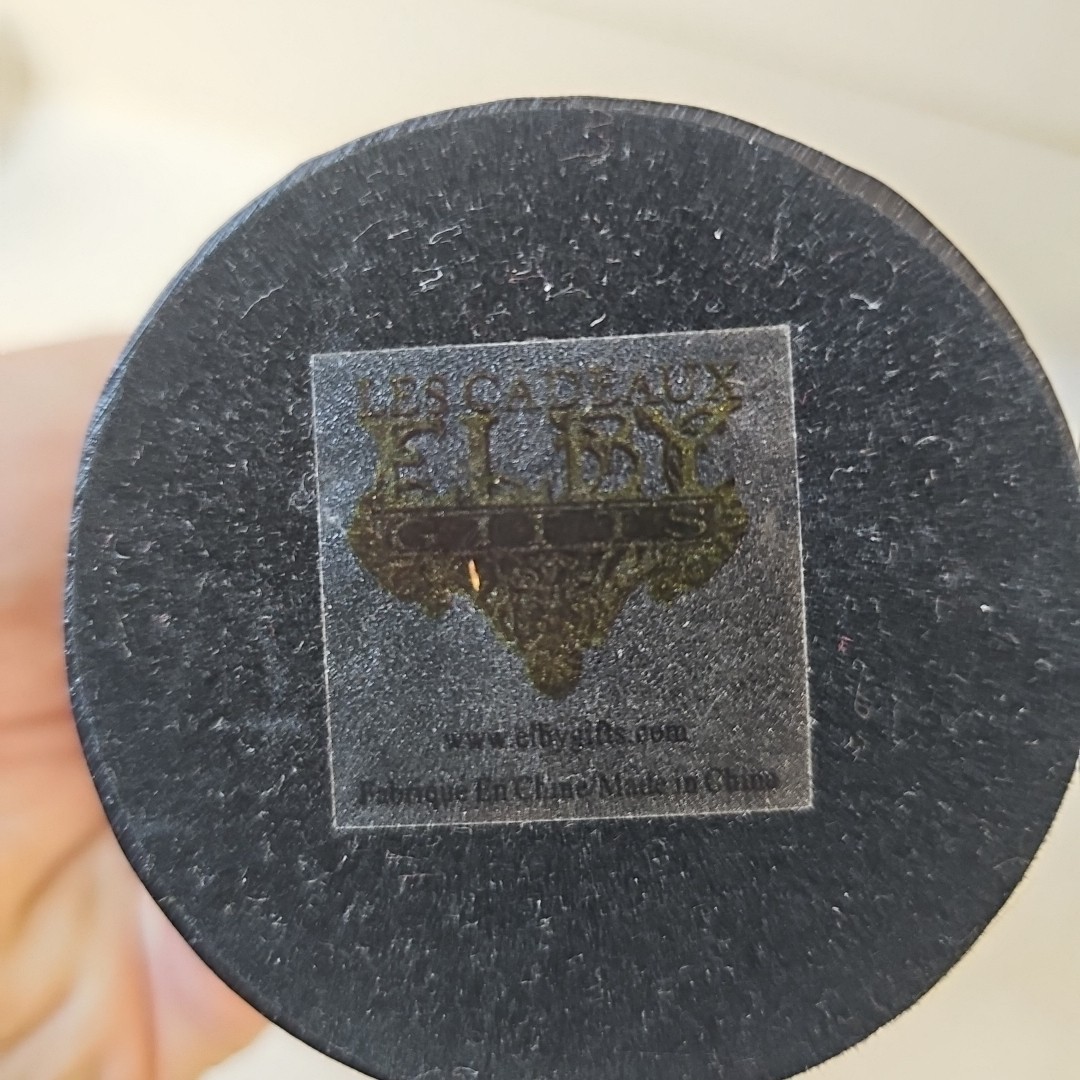 LES CADEAUX
ELBY
GIFTS
www.elbygifts.com
Fabrique En Chine/Made in China